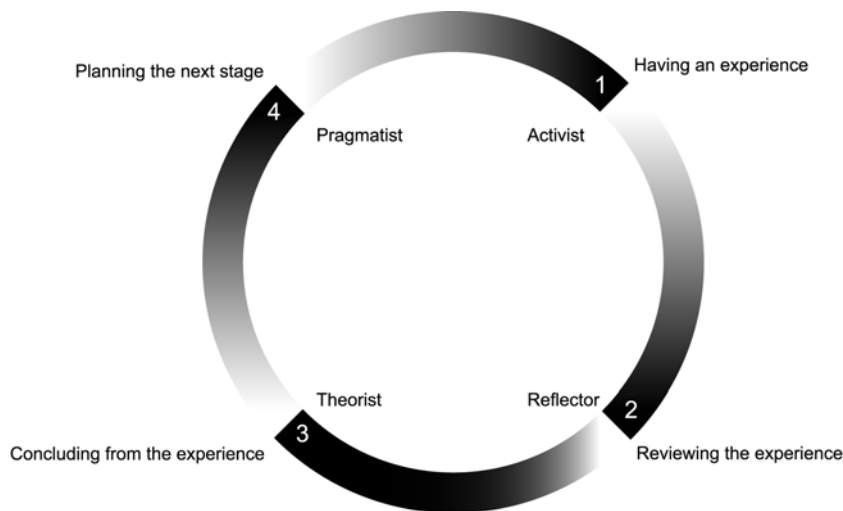 Having an experience
1
Activist
Reviewing the experience
2
Reflector
Concluding from the experience
3
Theorist
Planning the next stage
4
Pragmatist